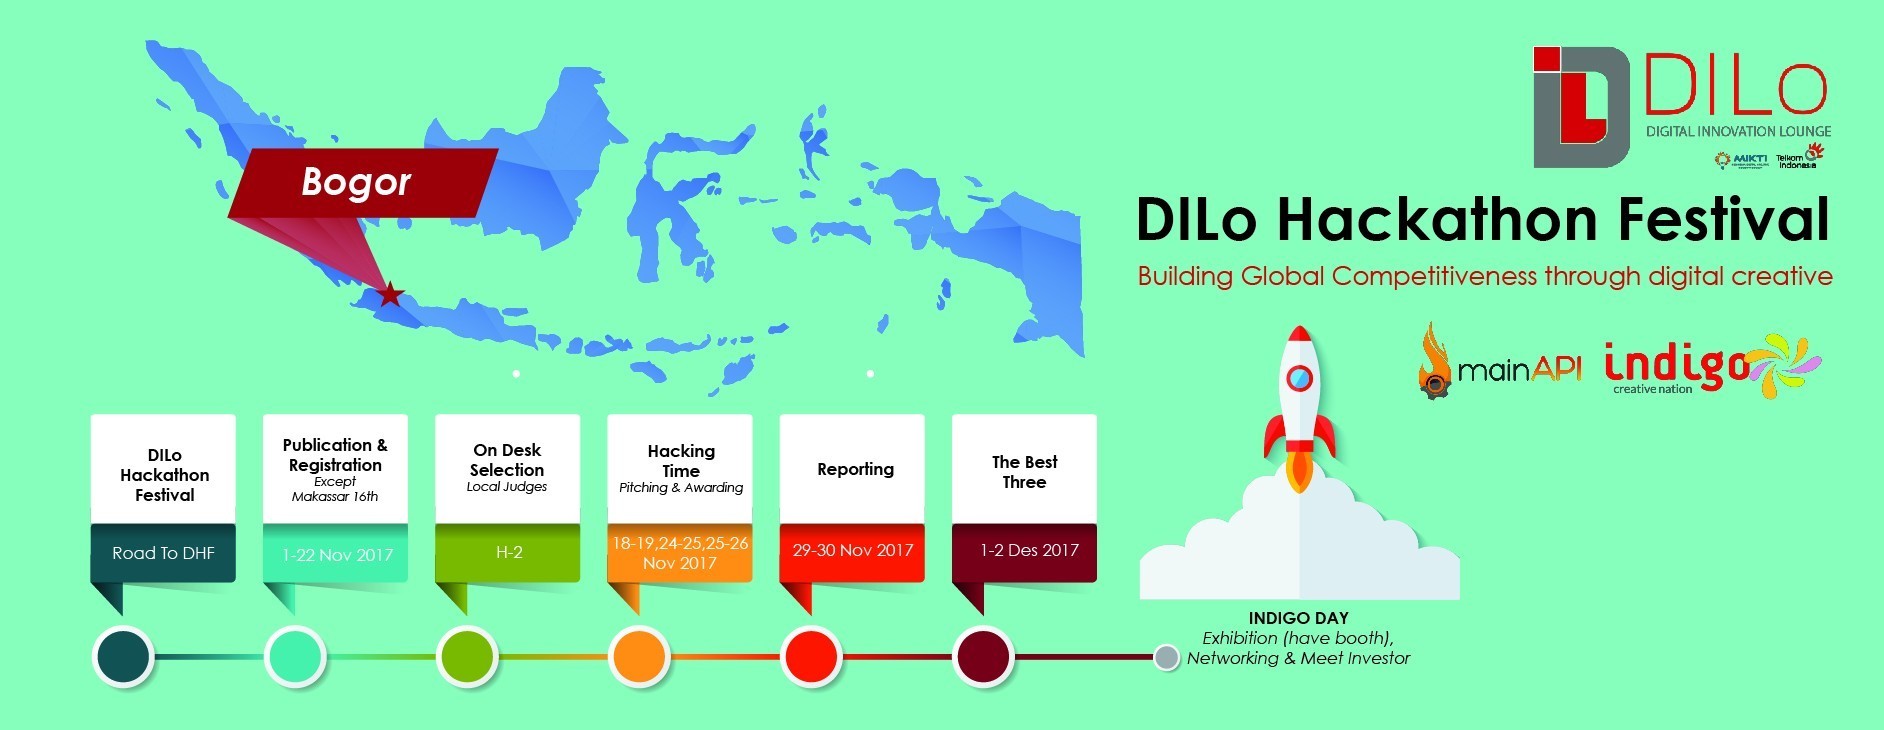 Bogor
DILo
DIGITAL INNOVATION LOUNGE
MIKTI
Telkom
Indonesia
DILo Hackathon Festival
Building Global Competitiveness through digital creative
mainAPI
indigo
creative nation
DILo
Hackathon
Festival
Road To DHF
Publication &
Registration
Except
Makassar 16th
1-22 Nov 2017
On Desk
Selection
Local Judges
H-2
Hacking
Time
Pitching & Awarding
18-19,24-25,25-26
Nov 2017
Reporting
29-30 Nov 2017
The Best
Three
1-2 Des 2017
INDIGO DAY
Exhibition (have booth),
Networking & Meet Investor